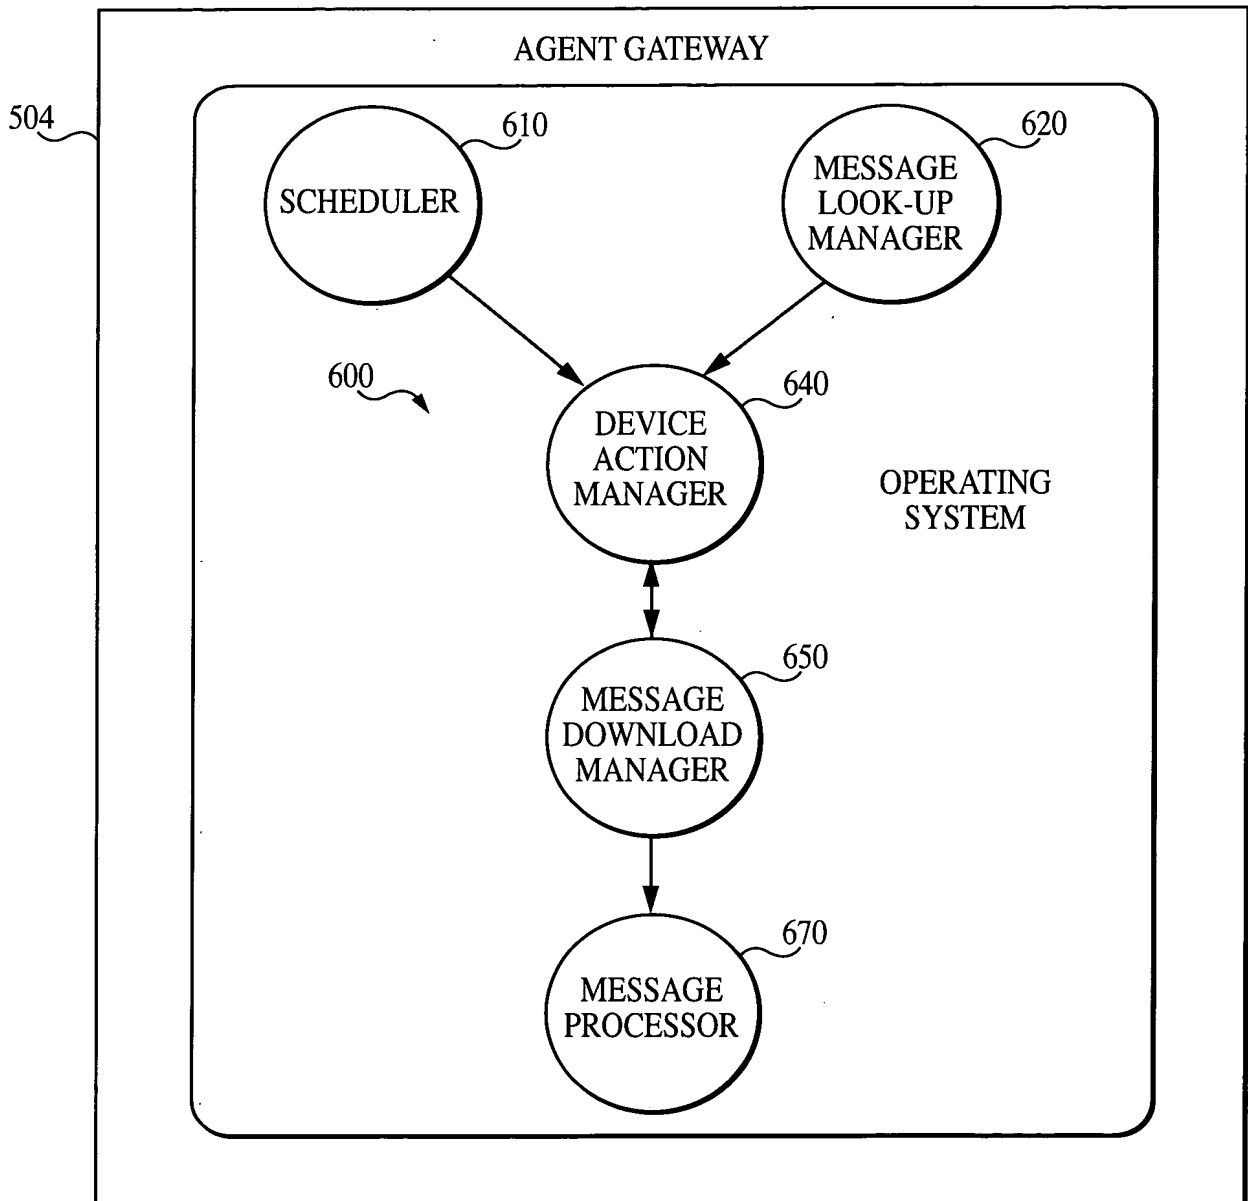 AGENT GATEWAY
504
610
620
SCHEDULER
MESSAGE
LOOK-UP
MANAGER
600
640
DEVICE
ACTION
MANAGER
OPERATING
SYSTEM
650
MESSAGE
DOWNLOAD
MANAGER
670
MESSAGE
PROCESSOR